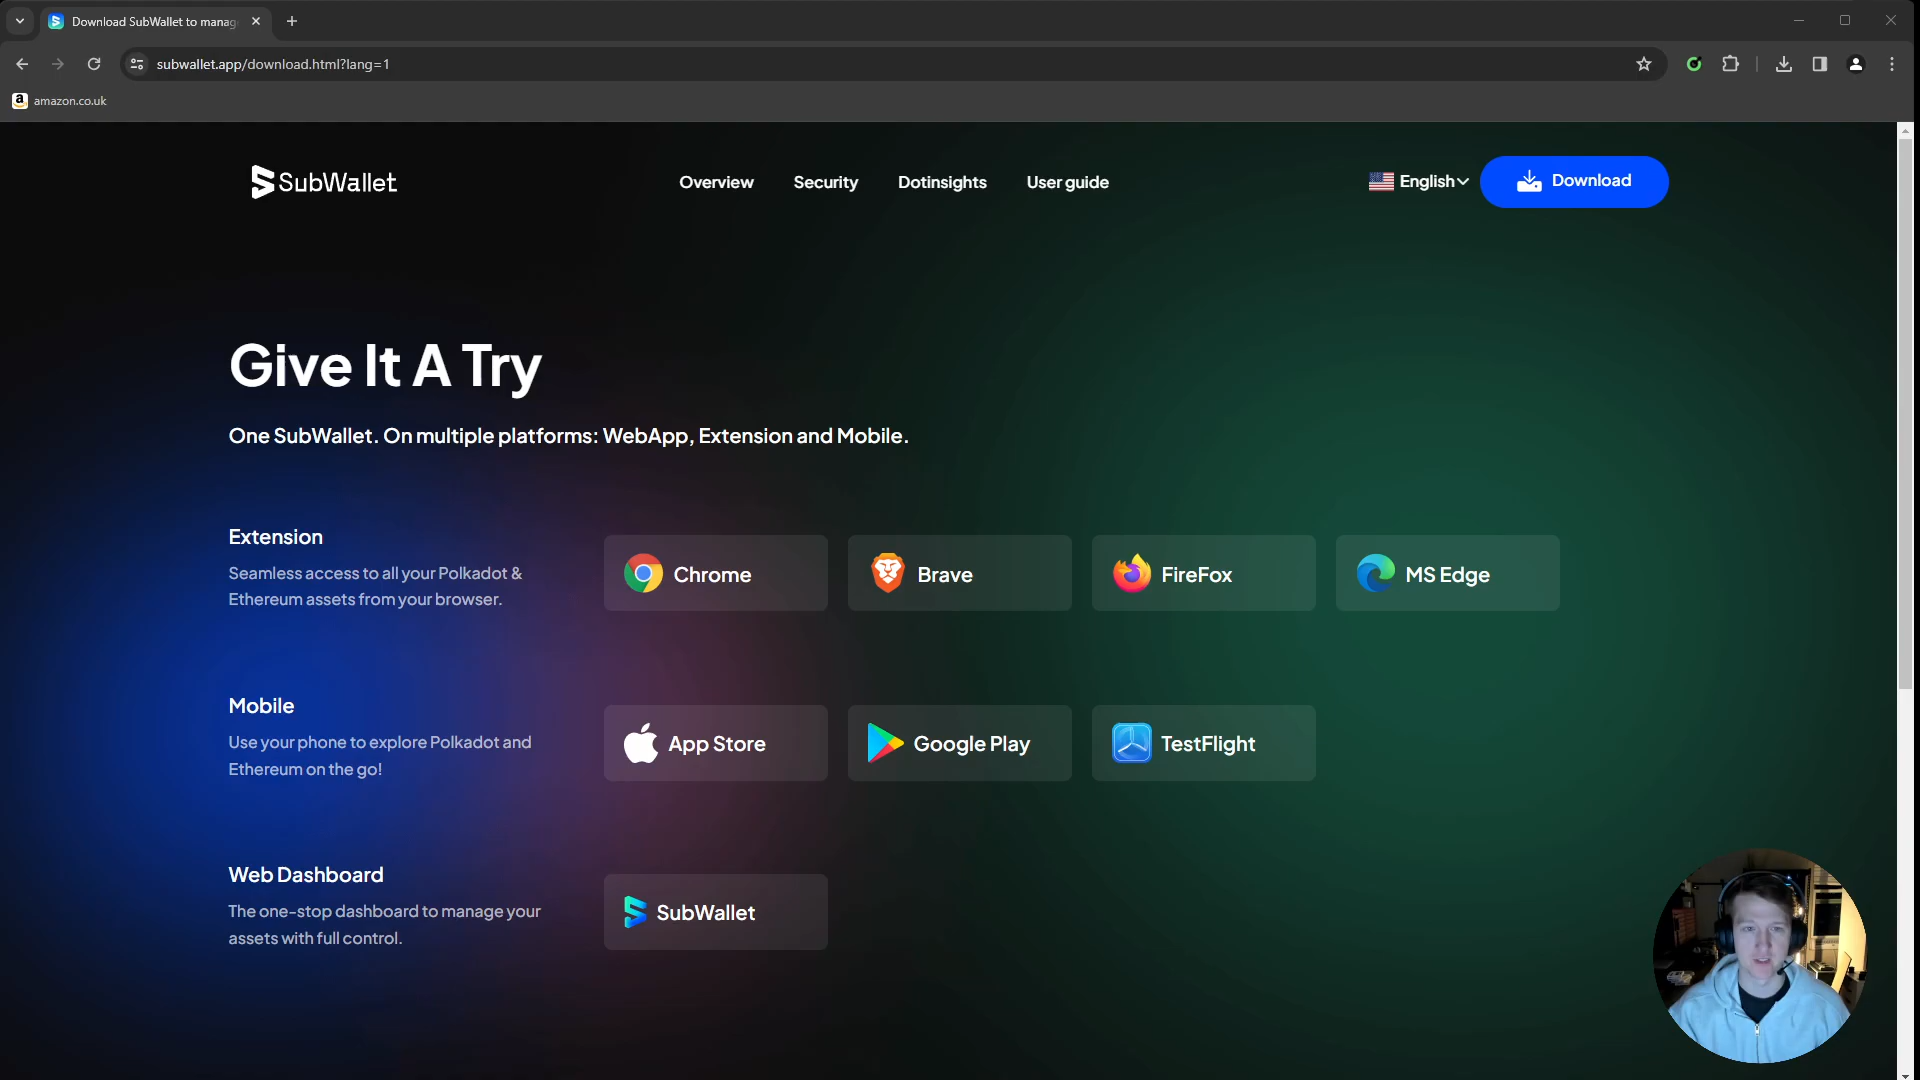 Download SubWallet to manag
subwallet.app/download.html?lang=1
amazon.co.uk
SubWallet
Overview
Security
Dotinsights
User guide
English
Download
Give It A Try
One SubWallet. On multiple platforms: WebApp, Extension and Mobile.
Extension
Seamless access to all your Polkadot &
Ethereum assets from your browser.
Chrome
Brave
FireFox
MS Edge
Mobile
Use your phone to explore Polkadot and
Ethereum on the go!
App Store
Google Play
TestFlight
Web Dashboard
The one-stop dashboard to manage your
assets with full control.
SubWallet